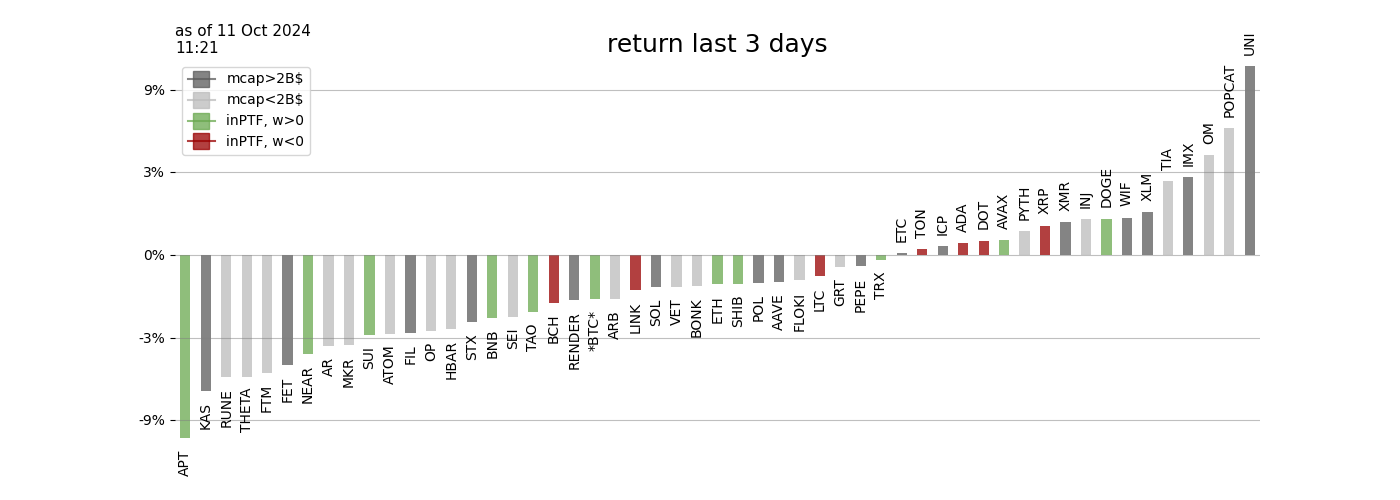 as of 11 Oct 2024
11:21
return last 3 days
mcap>2B$
mcap<2B$
inPTF, w>0
inPTF, w<0
9%
3%
0%
-3%
-9%
APT
KAS
RUNE
THETA
FTM
FET
NEAR
AR
MKR
SUI
ATOM
FIL
OP
HBAR
STX
BNB
SEI
TAO
BCH
RENDER
*BTC*
ARB
LINK
SOL
VET
BONK
ETH
SHIB
POL
AAVE
FLOKI
LTC
GRT
PEPE
TRX
ETC
TON
ICP
ADA
DOT
AVAX
PYTH
XRP
XMR
INJ
DOGE
WIF
XLM
TIA
IMX
OM
POPCAT
UNI